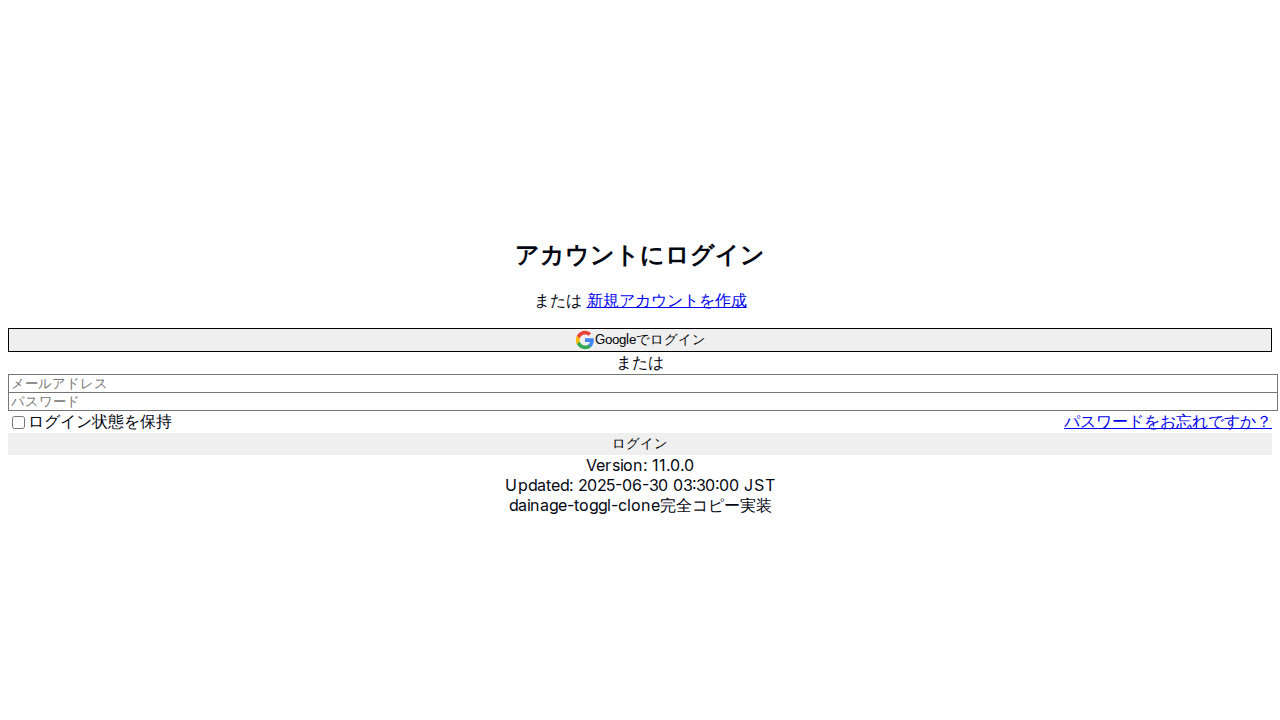 アカウントにログイン
または 新規アカウントを作成
Googleでログイン
または
メールアドレス
パスワード
ログイン状態を保持 パスワードをお忘れですか？
ログイン
Version: 11.0.0
Updated: 2025-06-30 03:30:00 JST
dainage-toggl-clone完全コピー実装